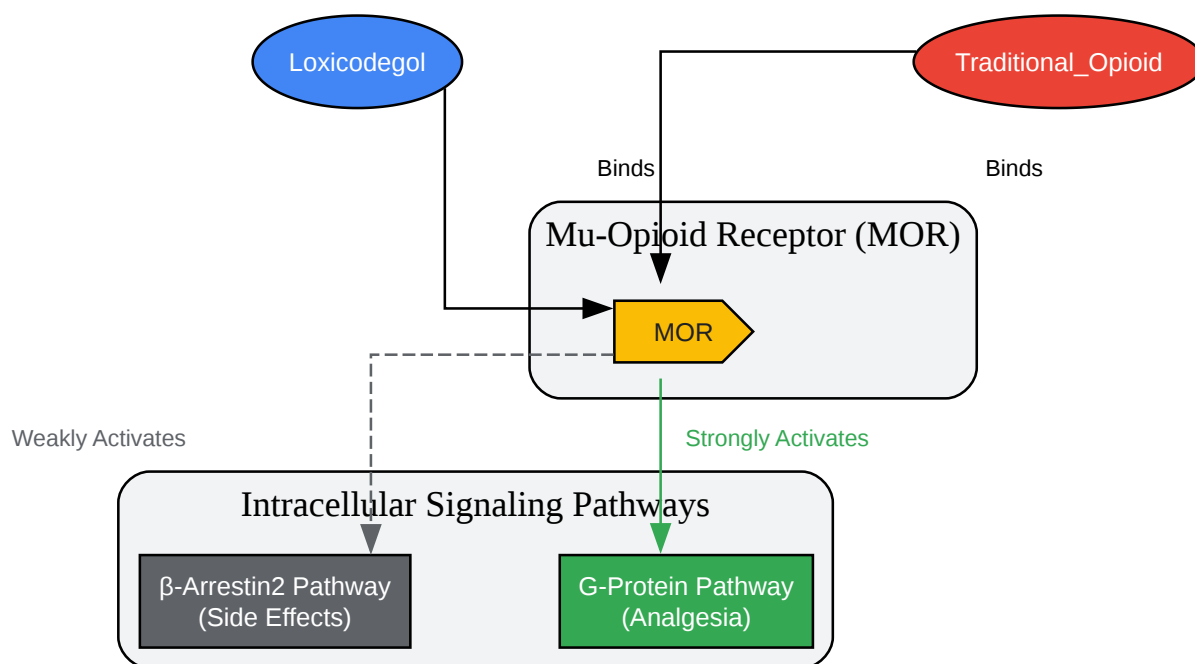 Loxicodegol
Traditional_Opioid
Binds
Binds
Mu-Opioid Receptor (MOR)
MOR
Weakly Activates
Strongly Activates
Intracellular Signaling Pathways
β-Arrestin2 Pathway
(Side Effects)
G-Protein Pathway
(Analgesia)